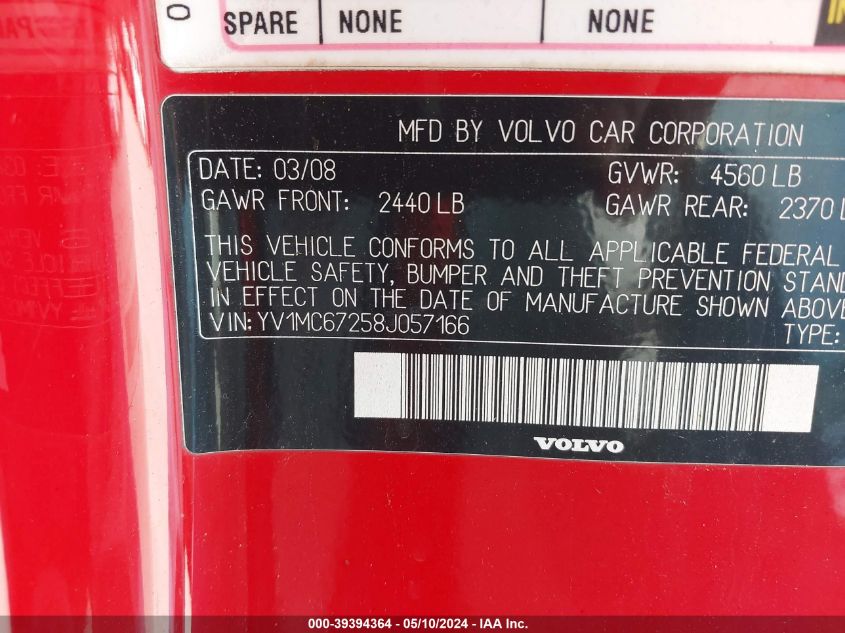 SPARE NONE NONE
MFD BY VOLVO CAR CORPORATION
DATE: 03/08 GVWR: 4560 LB
GAWR FRONT: 2440 LB GAWR REAR: 2370 L
THIS VEHICLE CONFORMS TO ALL APPLICABLE FEDERAL
VEHICLE SAFETY, BUMPER AND THEFT PREVENTION STAND
IN EFFECT ON THE DATE OF MANUFACTURE SHOWN ABOVE
VIN: YV1MC67258J057166 TYPE:
VOLVO
000-39394364 - 05/10/2024 - IAA Inc.